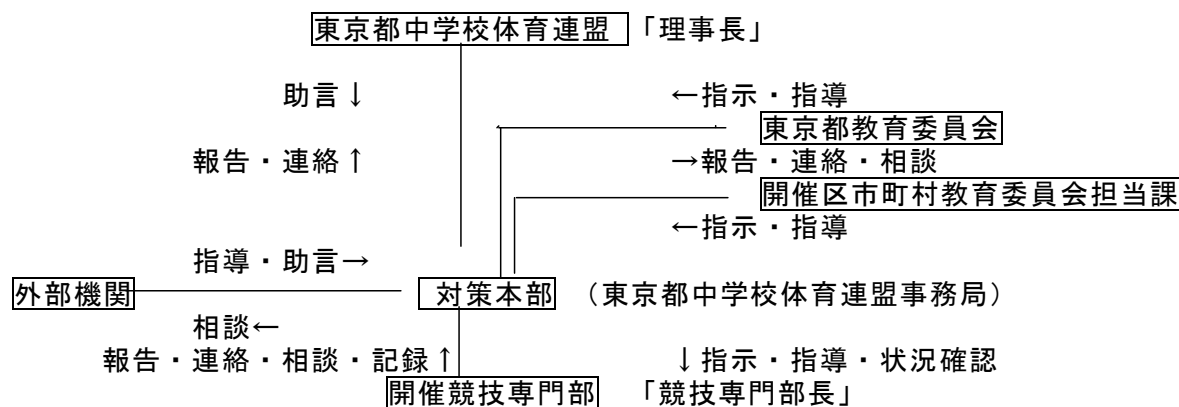 東京都中学校体育連盟 「理事長」
助言↓ ←指示・指導
東京都教育委員会
報告・連絡↑ →報告・連絡・相談
開催区市町村教育委員会担当課
←指示・指導
指導・助言→
外部機関 対策本部 (東京都中学校体育連盟事務局)
相談←
報告・連絡・相談・記録↑ ↓指示・指導・状況確認
開催競技専門部 「競技専門部長」